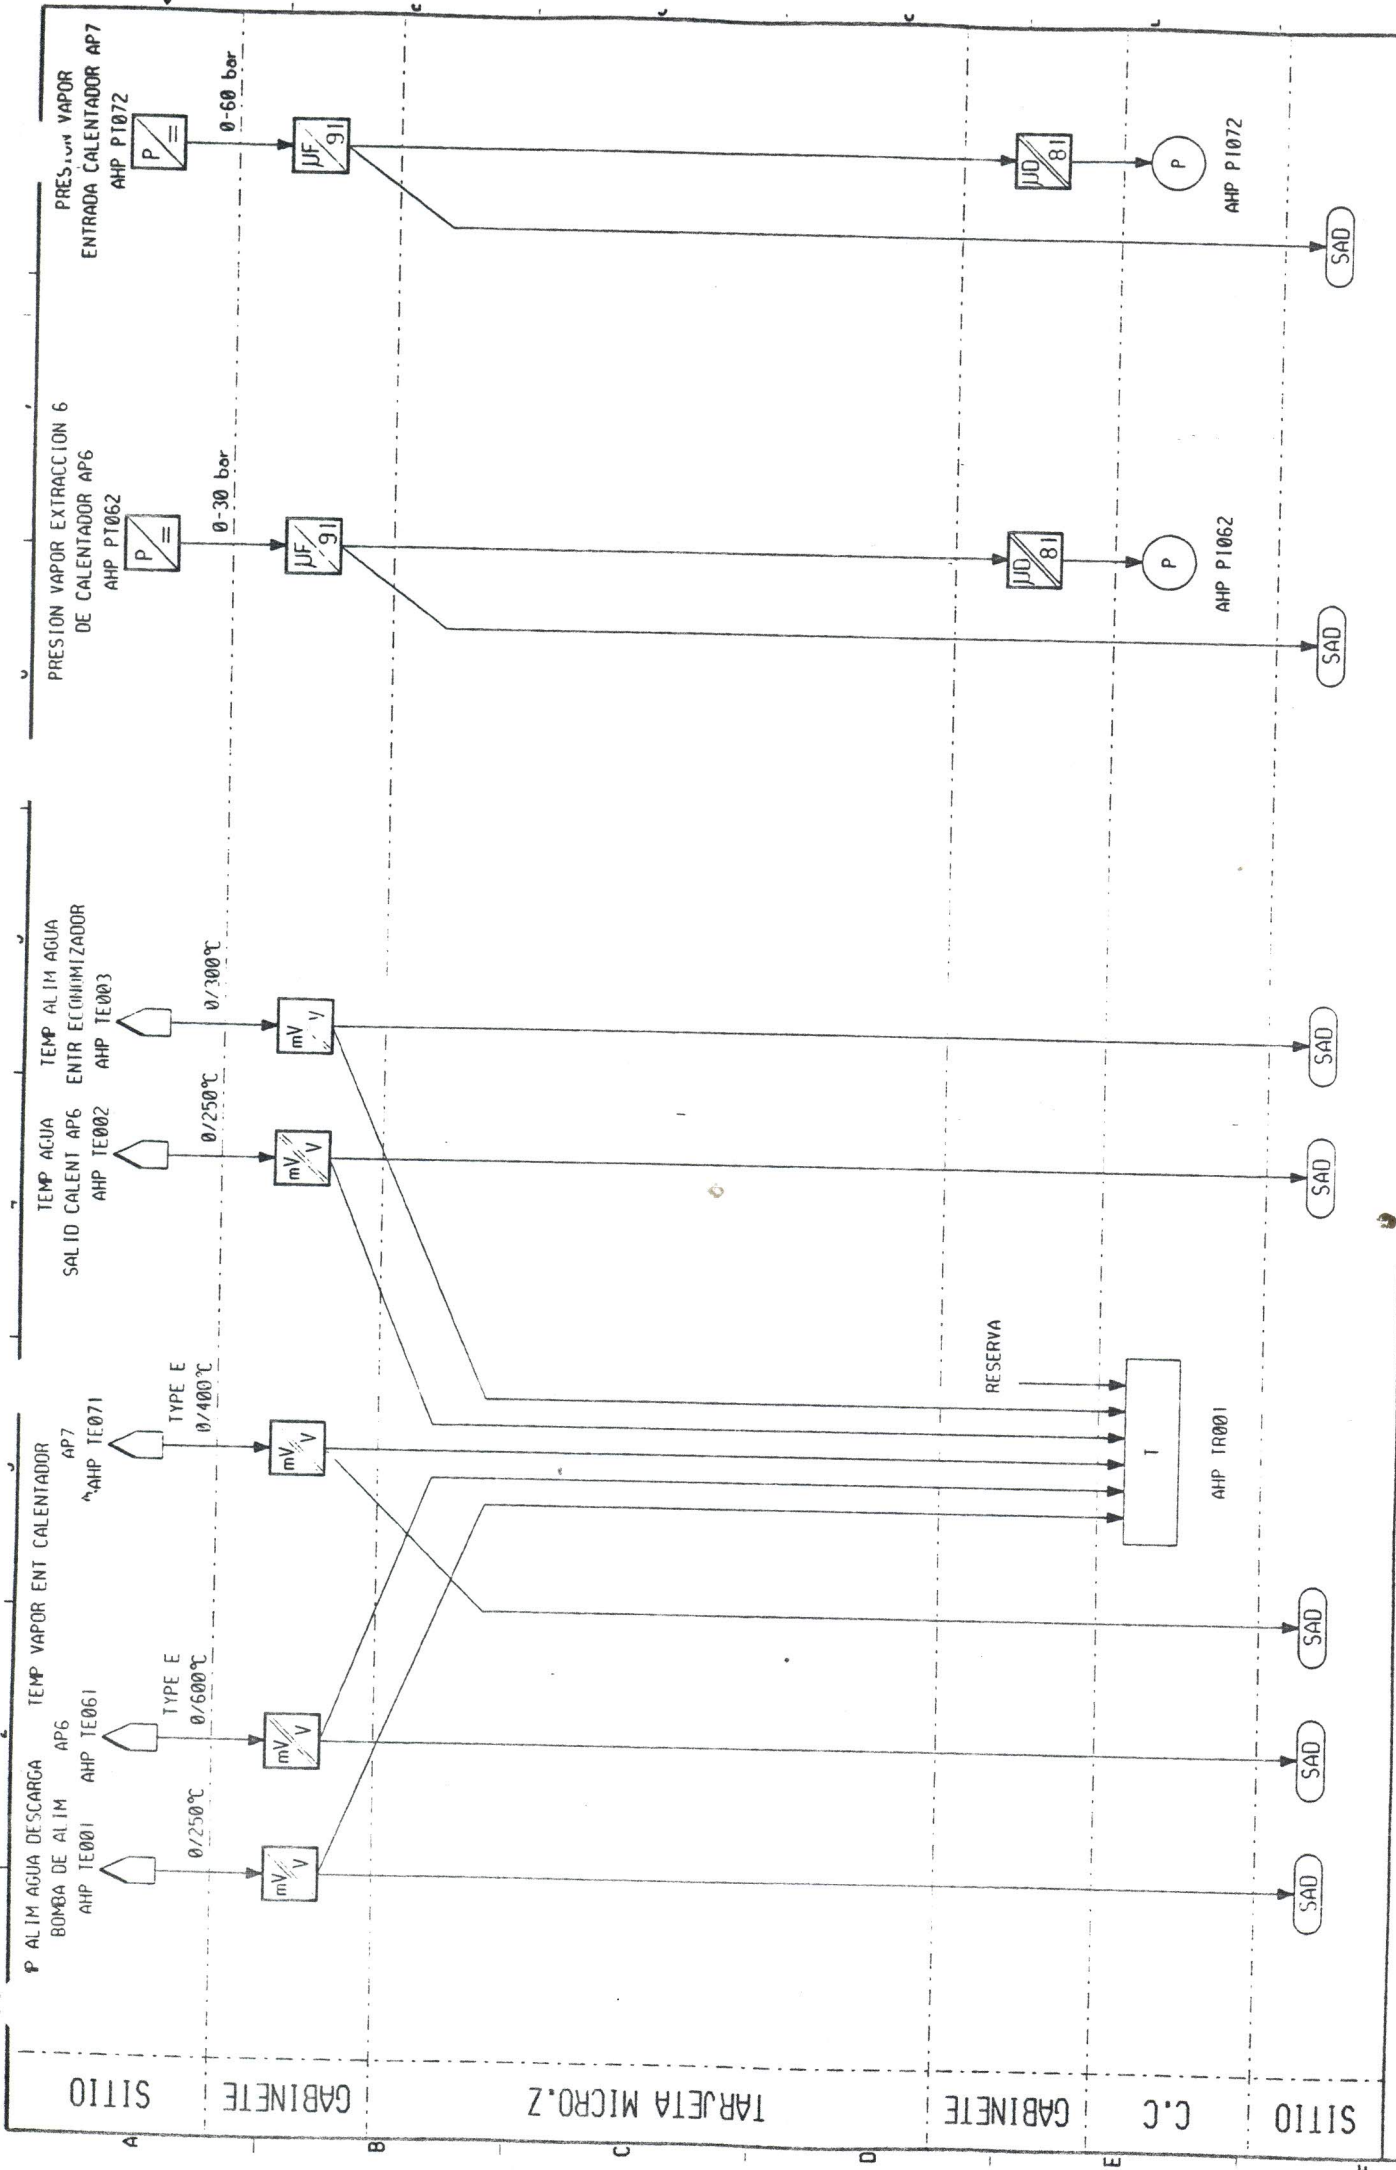 P ALIM AGUA DESCARGA
BOMBA DE ALIM
AHP TE001
0/250℃
mV
V
SAD
TEMP VAPOR ENT CALENTADOR
AP6
AHP TE061
TYPE E
0/600℃
mV
V
SAD
AP7
AHP TE071
TYPE E
0/400℃
mV
V
SAD
TEMP AGUA
SALID CALENT AP6
AHP TE002
0/250℃
mV
V
SAD
TEMP ALIM AGUA
ENTR ECONOMIZADOR
AHP TE003
0/300℃
mV
V
SAD
RESERVA
T
AHP TR001
PRESION VAPOR EXTRACCION 6
DE CALENTADOR AP6
AHP PT062
P
=
0-30 bar
µF
91
µD
81
P
AHP PI062
SAD
PRESION VAPOR
ENTRADA CALENTADOR AP7
AHP PT072
P
=
0-60 bar
µF
91
µD
81
P
AHP PI072
SAD
SITIO
GABINETE
TARJETA MICRO.Z
GABINETE
C.C
SITIO
A
B
C
D
E